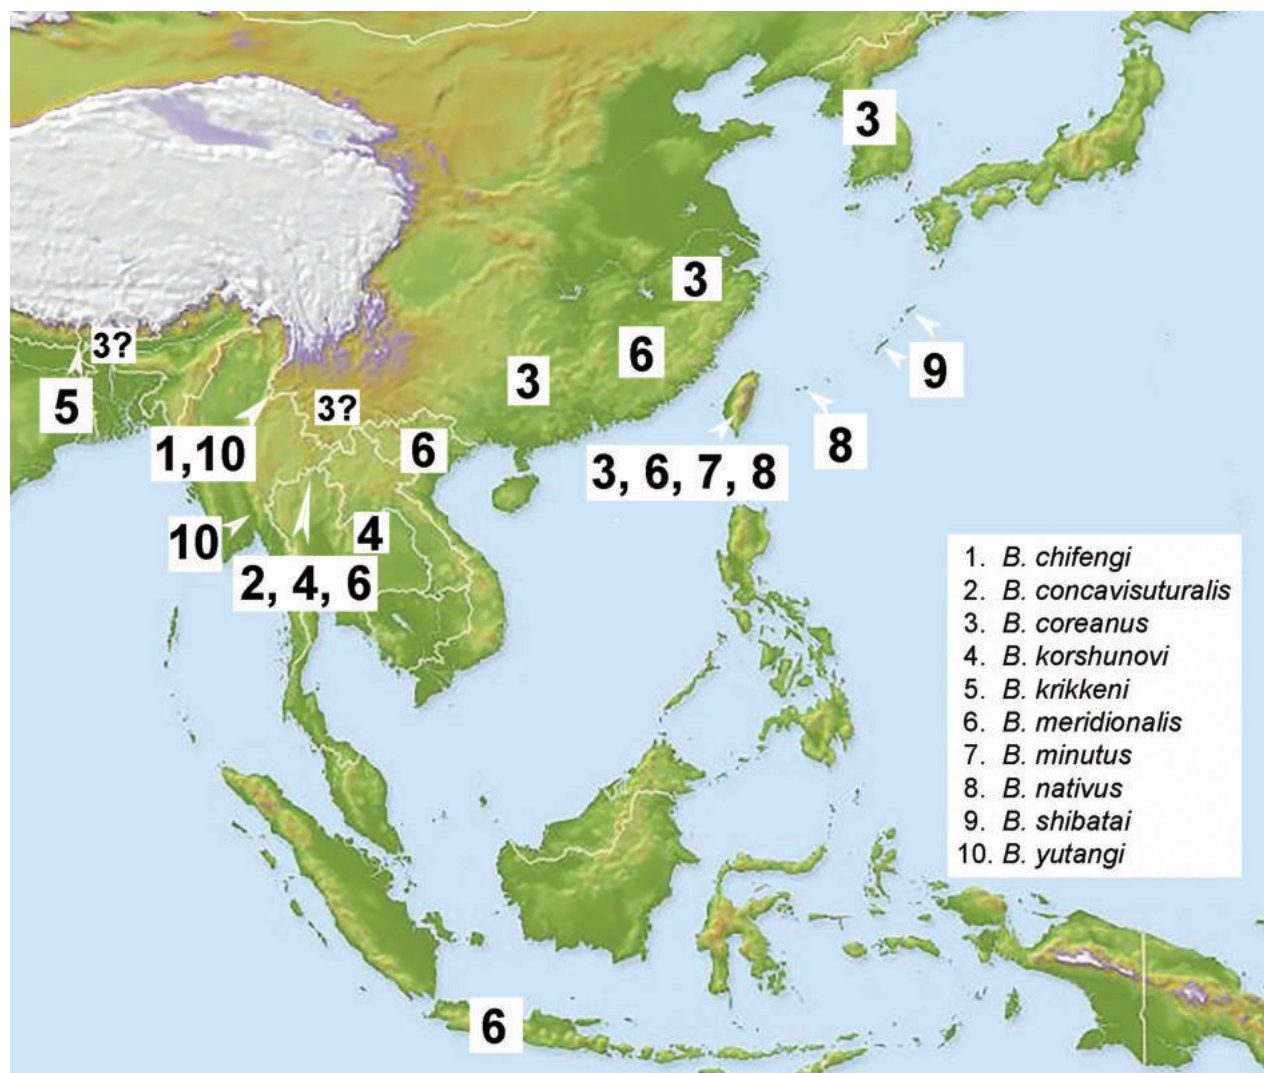 3
3
3?
6
9
3
5
3?
8
1,10
6
3, 6, 7, 8
10
4
2, 4, 6
1. B. chifengi
2. B. concavisuturalis
3. B. coreanus
4. B. korshunovi
5. B. krikkeni
6. B. meridionalis
7. B. minutus
8. B. nativus
9. B. shibatai
10. B. yutangi
6